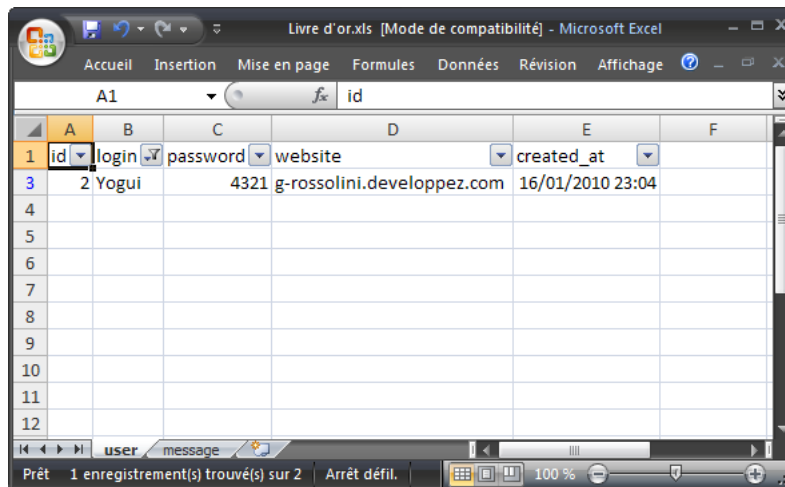 Livre d'or.xls [Mode de compatibilité] - Microsoft Excel
Accueil Insertion Mise en page Formules Données Révision Affichage
A1 fx id
A B C D E F
1 id login password website created_at
3 2 Yogui 4321 g-rossolini.developpez.com 16/01/2010 23:04
4
5
6
7
8
9
10
11
12
user message
Prêt 1 enregistrement(s) trouvé(s) sur 2 Arrêt défil. 100 %